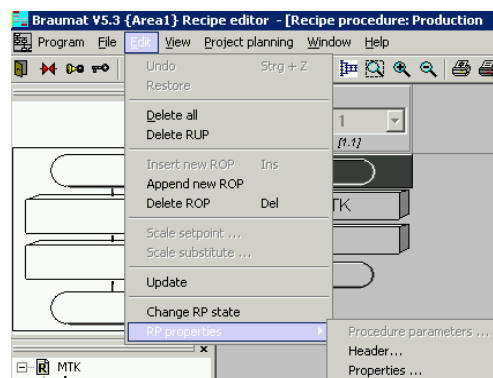 Braumat V5.3 {Area1} Recipe editor - [Recipe procedure: Production
Program File Edit View Project planning Window Help
Undo Strg + Z
Restore
Delete all
Delete RUP
1
[1.1]
Insert new ROP Ins
Append new ROP
Delete ROP Del
TK
Scale setpoint ...
Scale substitute ...
Update
Change RP state
RP properties
Procedure parameters ...
Header...
Properties ...
x
R MTK